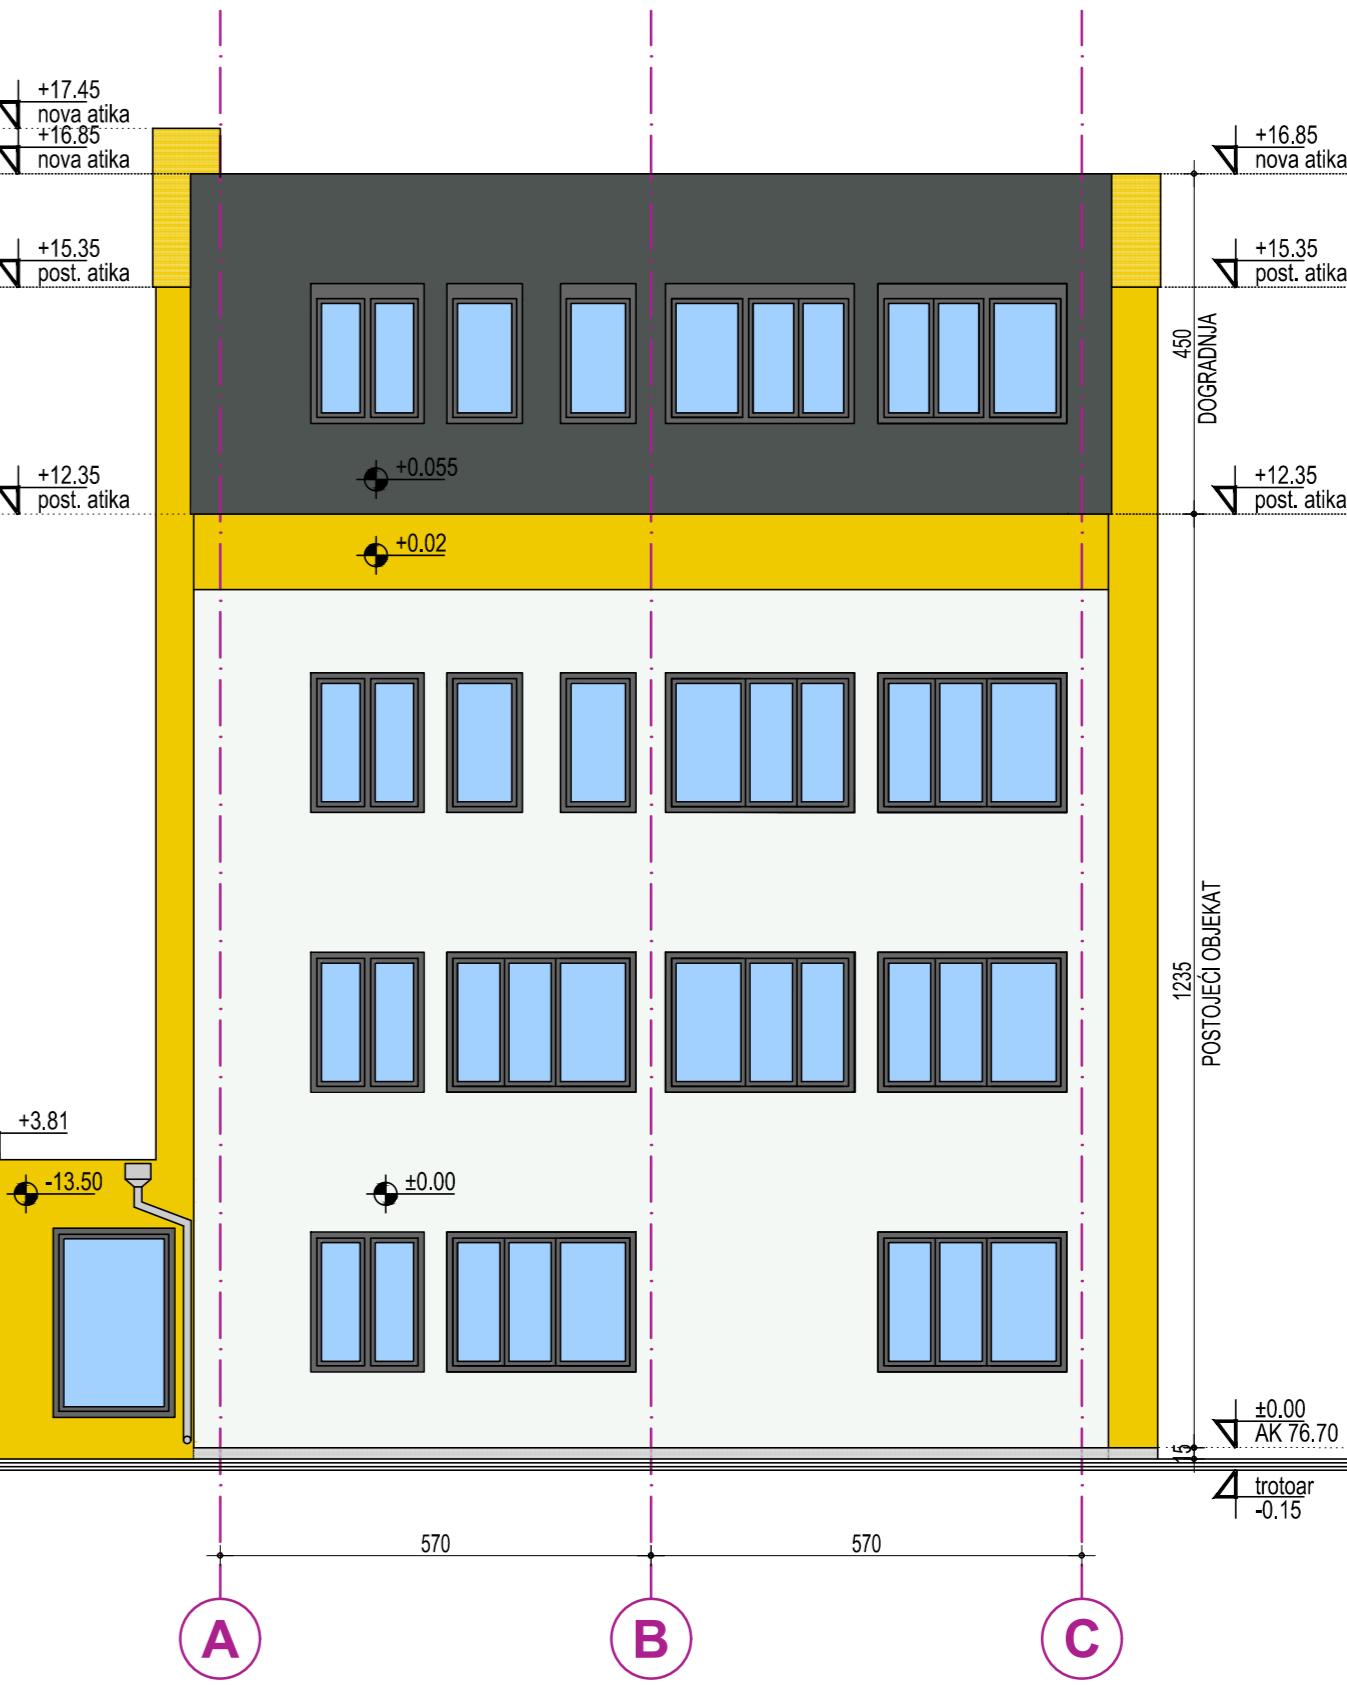 +17.45
nova atika
+16.85
nova atika
+16.85
nova atika
+15.35
post. atika
+15.35
post. atika
450
DOGRADNJA
+0.055
+12.35
post. atika
+12.35
post. atika
+0.02
1235
POSTOJEĆI OBJEKAT
+3.81
-13.50
±0.00
±0.00
AK 76.70
15
trotoar
-0.15
570
570
A
B
C